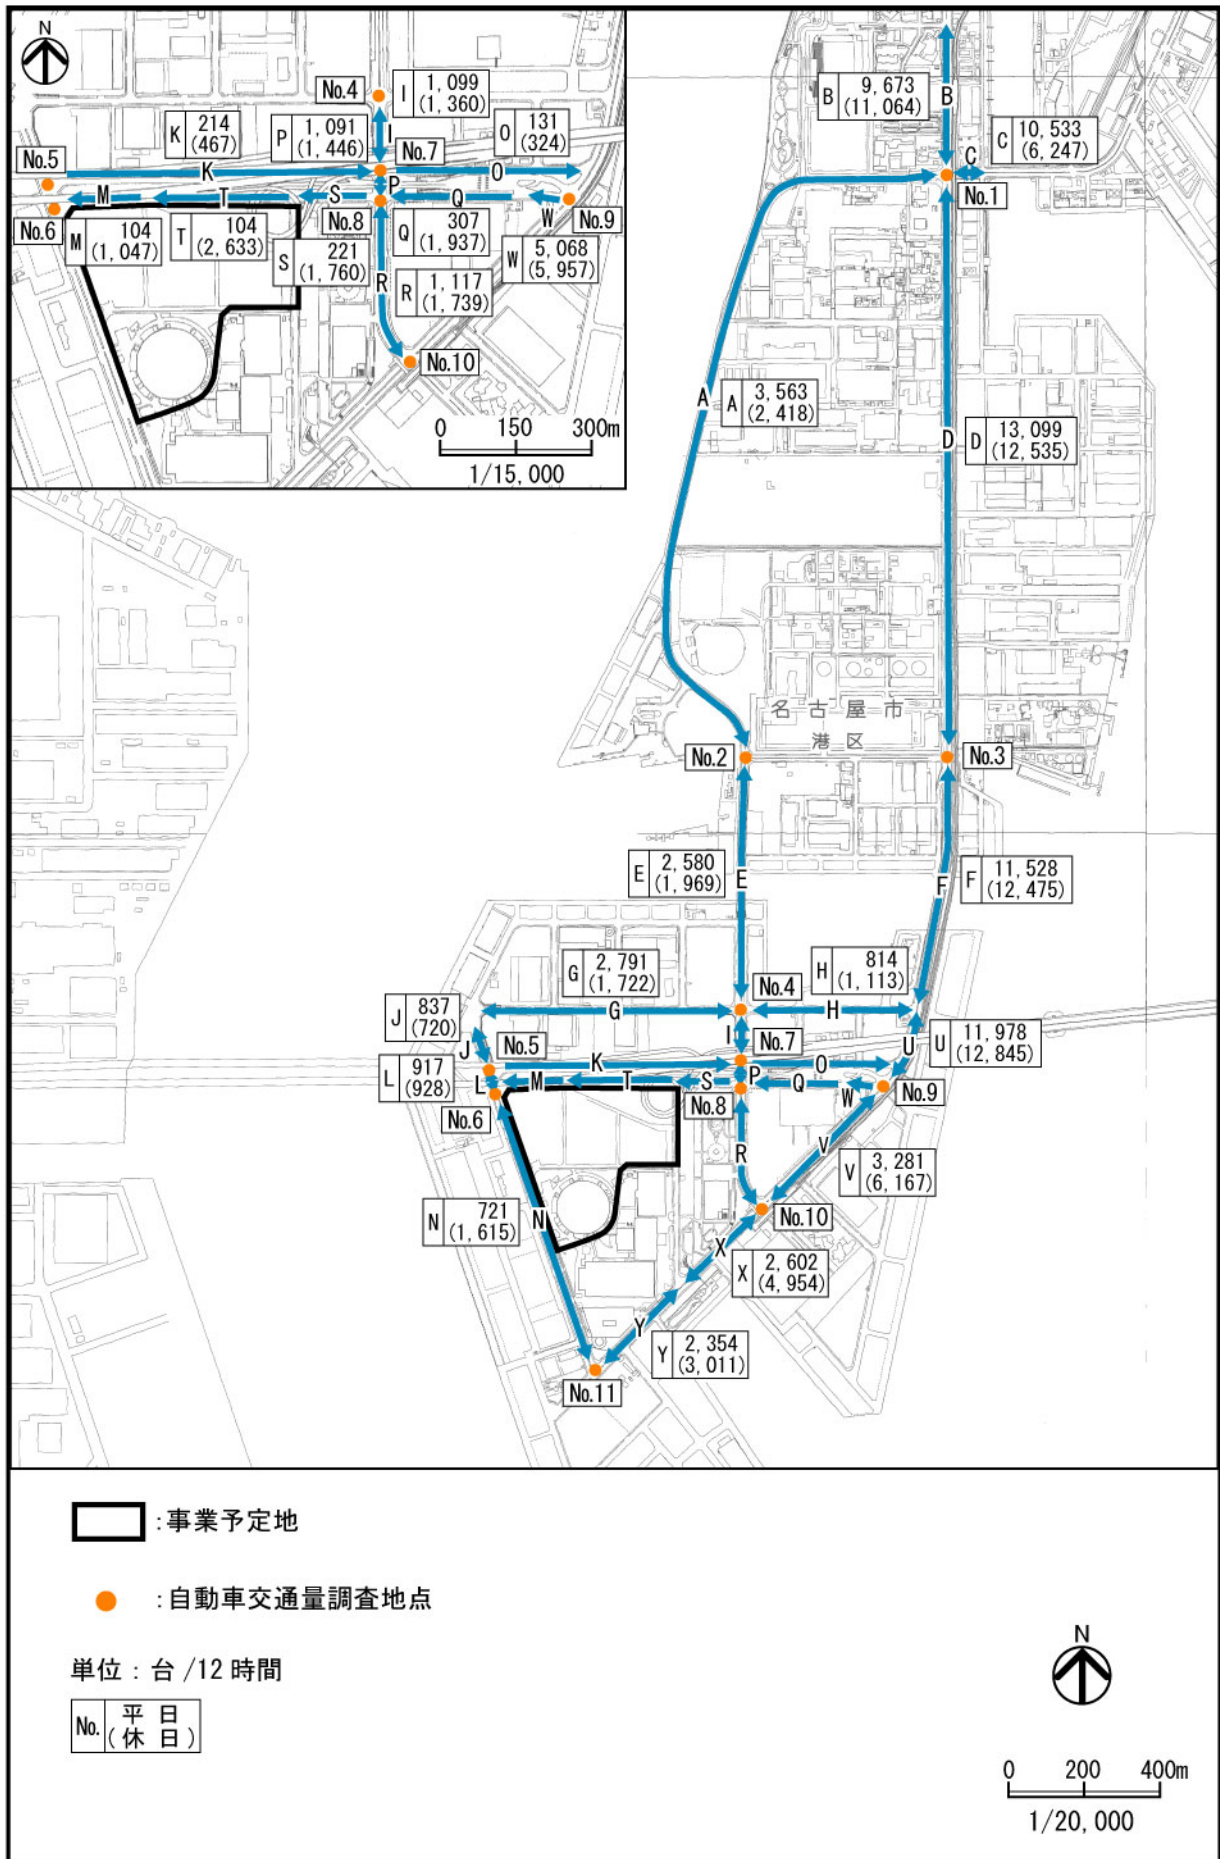 N
No.4
I 1,099
(1,360)
K 214
(467)
P 1,091
(1,446)
O 131
(324)
No.5
No.7
I
K
O
P
M
T
S
Q
W
No.6
No.8
No.9
M 104
(1,047)
T 104
(2,633)
S 221
(1,760)
Q 307
(1,937)
W 5,068
(5,957)
R
R 1,117
(1,739)
No.10
0 150 300m
1/15,000
B 9,673
(11,064)
B
C 10,533
(6,247)
C
No.1
A
A 3,563
(2,418)
D
D 13,099
(12,535)
名古屋市
港区
No.2
No.3
E 2,580
(1,969)
E
F
F 11,528
(12,475)
G 2,791
(1,722)
H 814
(1,113)
No.4
J 837
(720)
G
H
U 11,978
(12,845)
J
No.5
I
No.7
U
K
O
L 917
(928)
L
M
T
S
P
Q
W
No.9
No.6
No.8
R
V
V 3,281
(6,167)
N 721
(1,615)
N
No.10
X
X 2,602
(4,954)
Y
Y 2,354
(3,011)
No.11
:事業予定地
:自動車交通量調査地点
単位:台/12時間
No. 平日
(休日)
N
0 200 400m
1/20,000